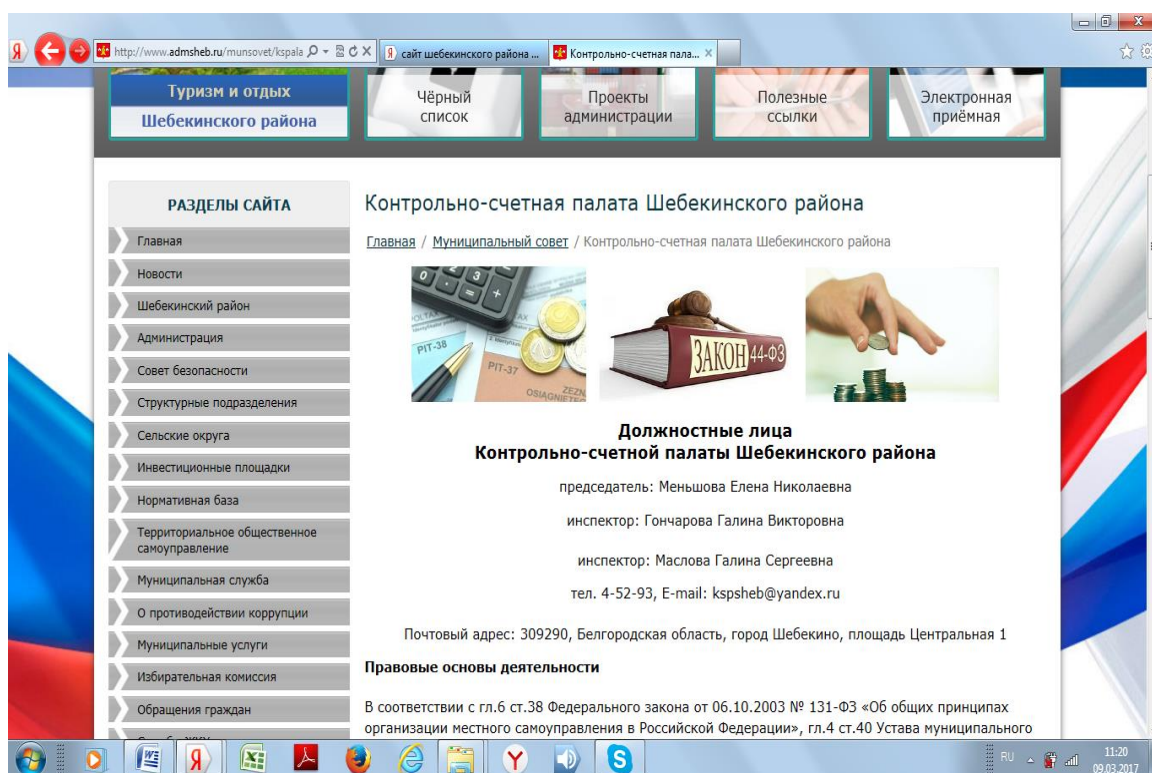 http://www.admsheb.ru/munsovet/kspala
сайт шебекинского района ...
Контрольно-счетная пала...
Туризм и отдых
Шебекинского района
Чёрный
список
Проекты
администрации
Полезные
ссылки
Электронная
приёмная
РАЗДЕЛЫ САЙТА
Главная
Новости
Шебекинский район
Администрация
Совет безопасности
Структурные подразделения
Сельские округа
Инвестиционные площадки
Нормативная база
Территориальное общественное
самоуправление
Муниципальная служба
О противодействии коррупции
Муниципальные услуги
Избирательная комиссия
Обращения граждан
Контрольно-счетная палата Шебекинского района
Главная / Муниципальный совет / Контрольно-счетная палата Шебекинского района
PIT-38
PIT-37
ЗАКОН 44-ФЗ
Должностные лица
Контрольно-счетной палаты Шебекинского района
председатель: Меньшова Елена Николаевна
инспектор: Гончарова Галина Викторовна
инспектор: Маслова Галина Сергеевна
тел. 4-52-93, E-mail: kspsheb@yandex.ru
Почтовый адрес: 309290, Белгородская область, город Шебекино, площадь Центральная 1
Правовые основы деятельности
В соответствии с гл.6 ст.38 Федерального закона от 06.10.2003 № 131-ФЗ «Об общих принципах
организации местного самоуправления в Российской Федерации», гл.4 ст.40 Устава муниципального
RU
11:20
09.03.2017